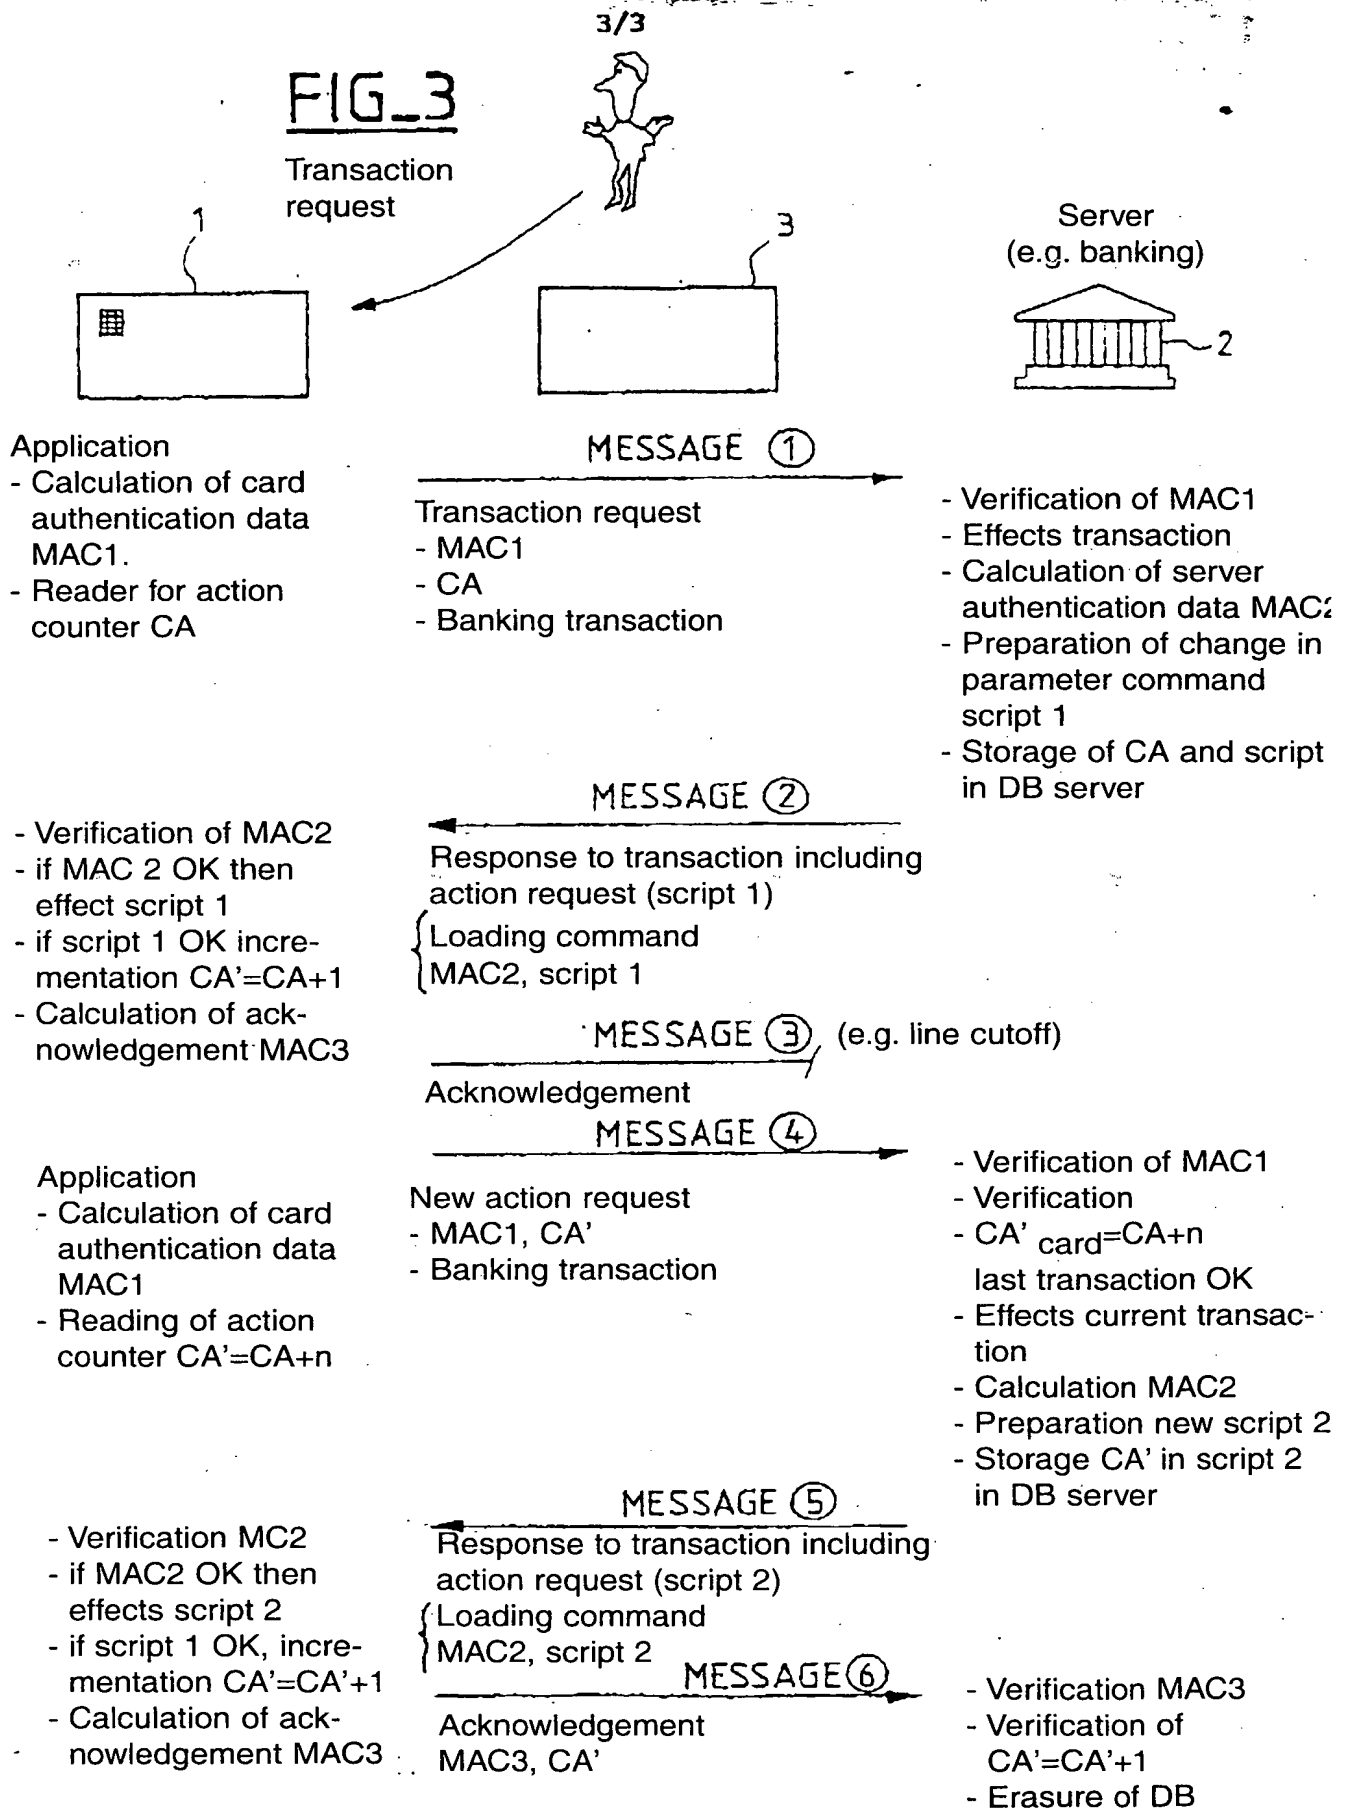 3/3
FIG_3
Transaction
request
1
3
Server
(e.g. banking)
2
Application
- Calculation of card
authentication data
MAC1.
- Reader for action
counter CA
MESSAGE 1
Transaction request
- MAC1
- CA
- Banking transaction
- Verification of MAC1
- Effects transaction
- Calculation of server
authentication data MAC2
- Preparation of change in
parameter command
script 1
- Storage of CA and script
in DB server
MESSAGE 2
Response to transaction including
action request (script 1)
Loading command
MAC2, script 1
- Verification of MAC2
- if MAC 2 OK then
effect script 1
- if script 1 OK incre-
mentation CA'=CA+1
- Calculation of ack-
nowledgement MAC3
MESSAGE 3 (e.g. line cutoff)
Acknowledgement
MESSAGE 4
Application
- Calculation of card
authentication data
MAC1
- Reading of action
counter CA'=CA+n
New action request
- MAC1, CA'
- Banking transaction
- Verification of MAC1
- Verification
- CA' card=CA+n
last transaction OK
- Effects current transac-
tion
- Calculation MAC2
- Preparation new script 2
- Storage CA' in script 2
in DB server
MESSAGE 5
Response to transaction including
action request (script 2)
Loading command
MAC2, script 2
- Verification MC2
- if MAC2 OK then
effects script 2
- if script 1 OK, incre-
mentation CA'=CA'+1
- Calculation of ack-
nowledgement MAC3
MESSAGE 6
Acknowledgement
MAC3, CA'
- Verification MAC3
- Verification of
CA'=CA'+1
- Erasure of DB